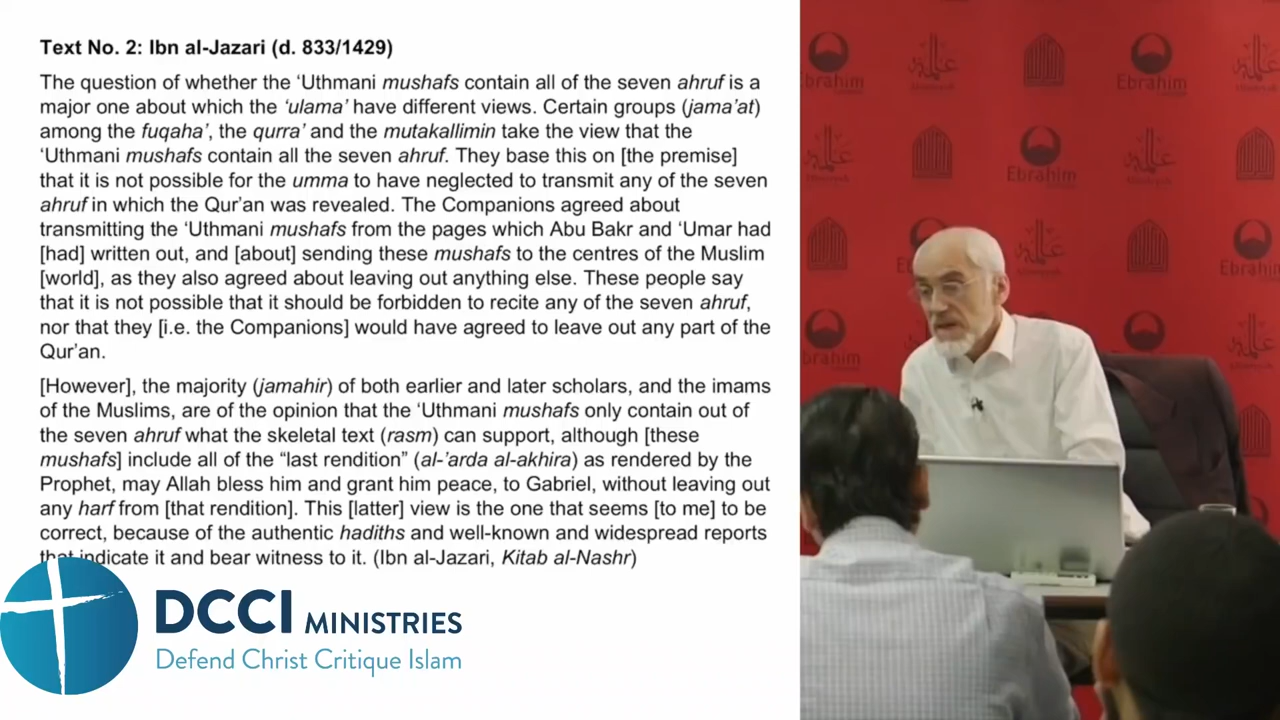 Text No. 2: Ibn al-Jazari (d. 833/1429)
The question of whether the ‘Uthmani mushafs contain all of the seven ahruf is a
major one about which the ‘ulama’ have different views. Certain groups (jama’at)
among the fuqaha’, the qurra’ and the mutakallimin take the view that the
‘Uthmani mushafs contain all the seven ahruf. They base this on [the premise]
that it is not possible for the umma to have neglected to transmit any of the seven
ahruf in which the Qur’an was revealed. The Companions agreed about
transmitting the ‘Uthmani mushafs from the pages which Abu Bakr and ‘Umar had
[had] written out, and [about] sending these mushafs to the centres of the Muslim
[world], as they also agreed about leaving out anything else. These people say
that it is not possible that it should be forbidden to recite any of the seven ahruf,
nor that they [i.e. the Companions] would have agreed to leave out any part of the
Qur’an.
[However], the majority (jamahir) of both earlier and later scholars, and the imams
of the Muslims, are of the opinion that the ‘Uthmani mushafs only contain out of
the seven ahruf what the skeletal text (rasm) can support, although [these
mushafs] include all of the “last rendition” (al-’arda al-akhira) as rendered by the
Prophet, may Allah bless him and grant him peace, to Gabriel, without leaving out
any harf from [that rendition]. This [latter] view is the one that seems [to me] to be
correct, because of the authentic hadiths and well-known and widespread reports
that indicate it and bear witness to it. (Ibn al-Jazari, Kitab al-Nashr)
DCCI MINISTRIES
Defend Christ Critique Islam
Ebrahim
Ebrahim
Ebrahim
Ebrahim
Ebrahim